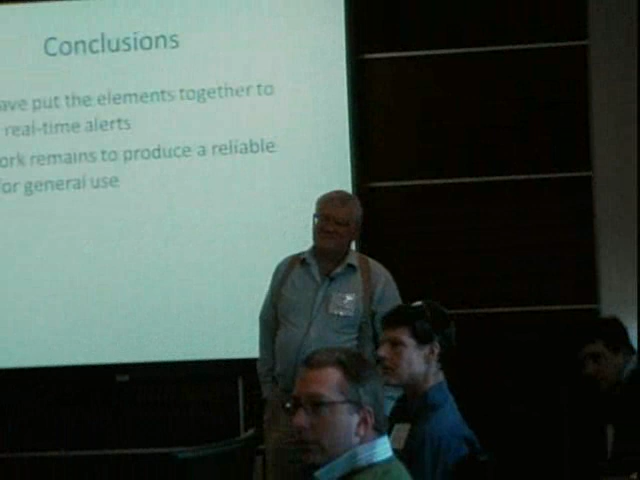 Conclusions
ave put the elements together to
real-time alerts
ork remains to produce a reliable
for general use